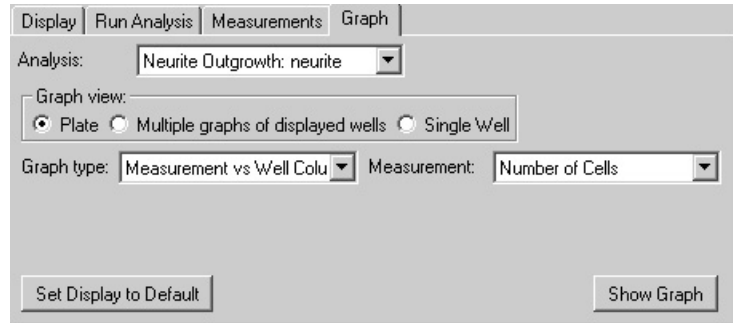 Display Run Analysis Measurements Graph
Analysis: Neurite Outgrowth: neurite
Graph view:
Plate Multiple graphs of displayed wells Single Well
Graph type: Measurement vs Well Colu Measurement: Number of Cells
Set Display to Default Show Graph